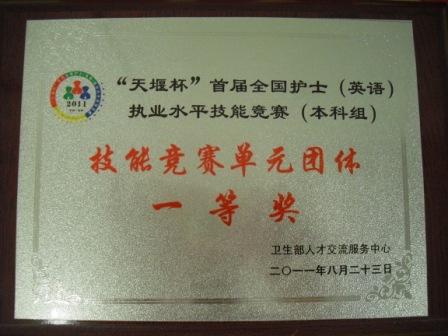 2011
“天堰杯”首届全国护士（英语）
执业水平技能竞赛（本科组）
技能竞赛单元团体
一等奖
卫生部人才交流服务中心
二〇一一年八月二十三日